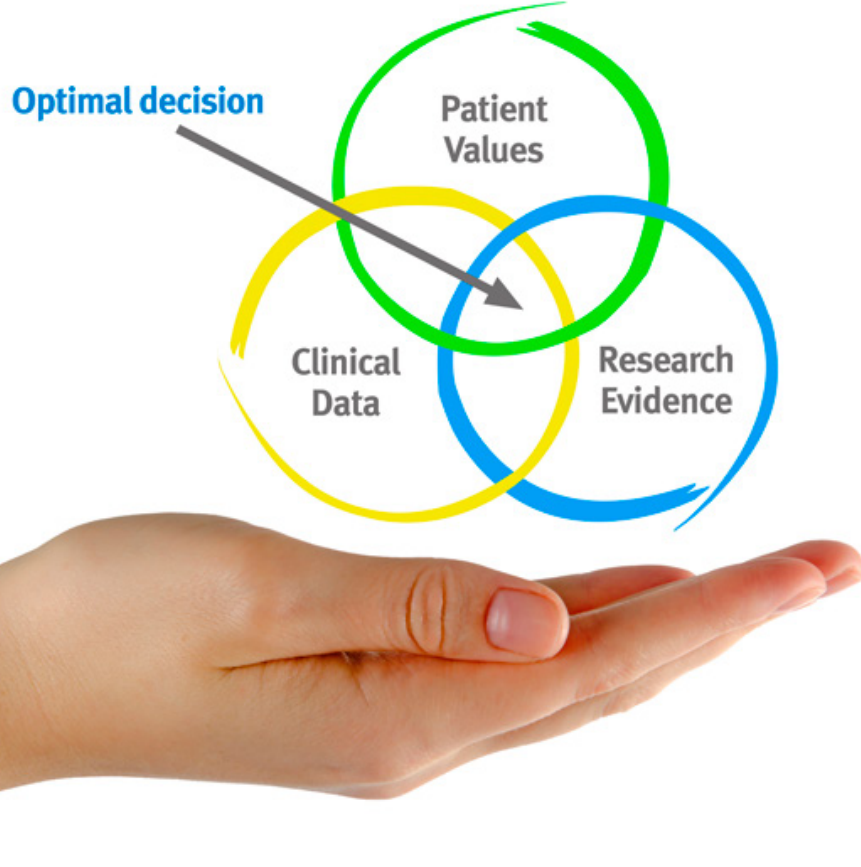 Optimal decision
Patient
Values
Clinical
Data
Research
Evidence